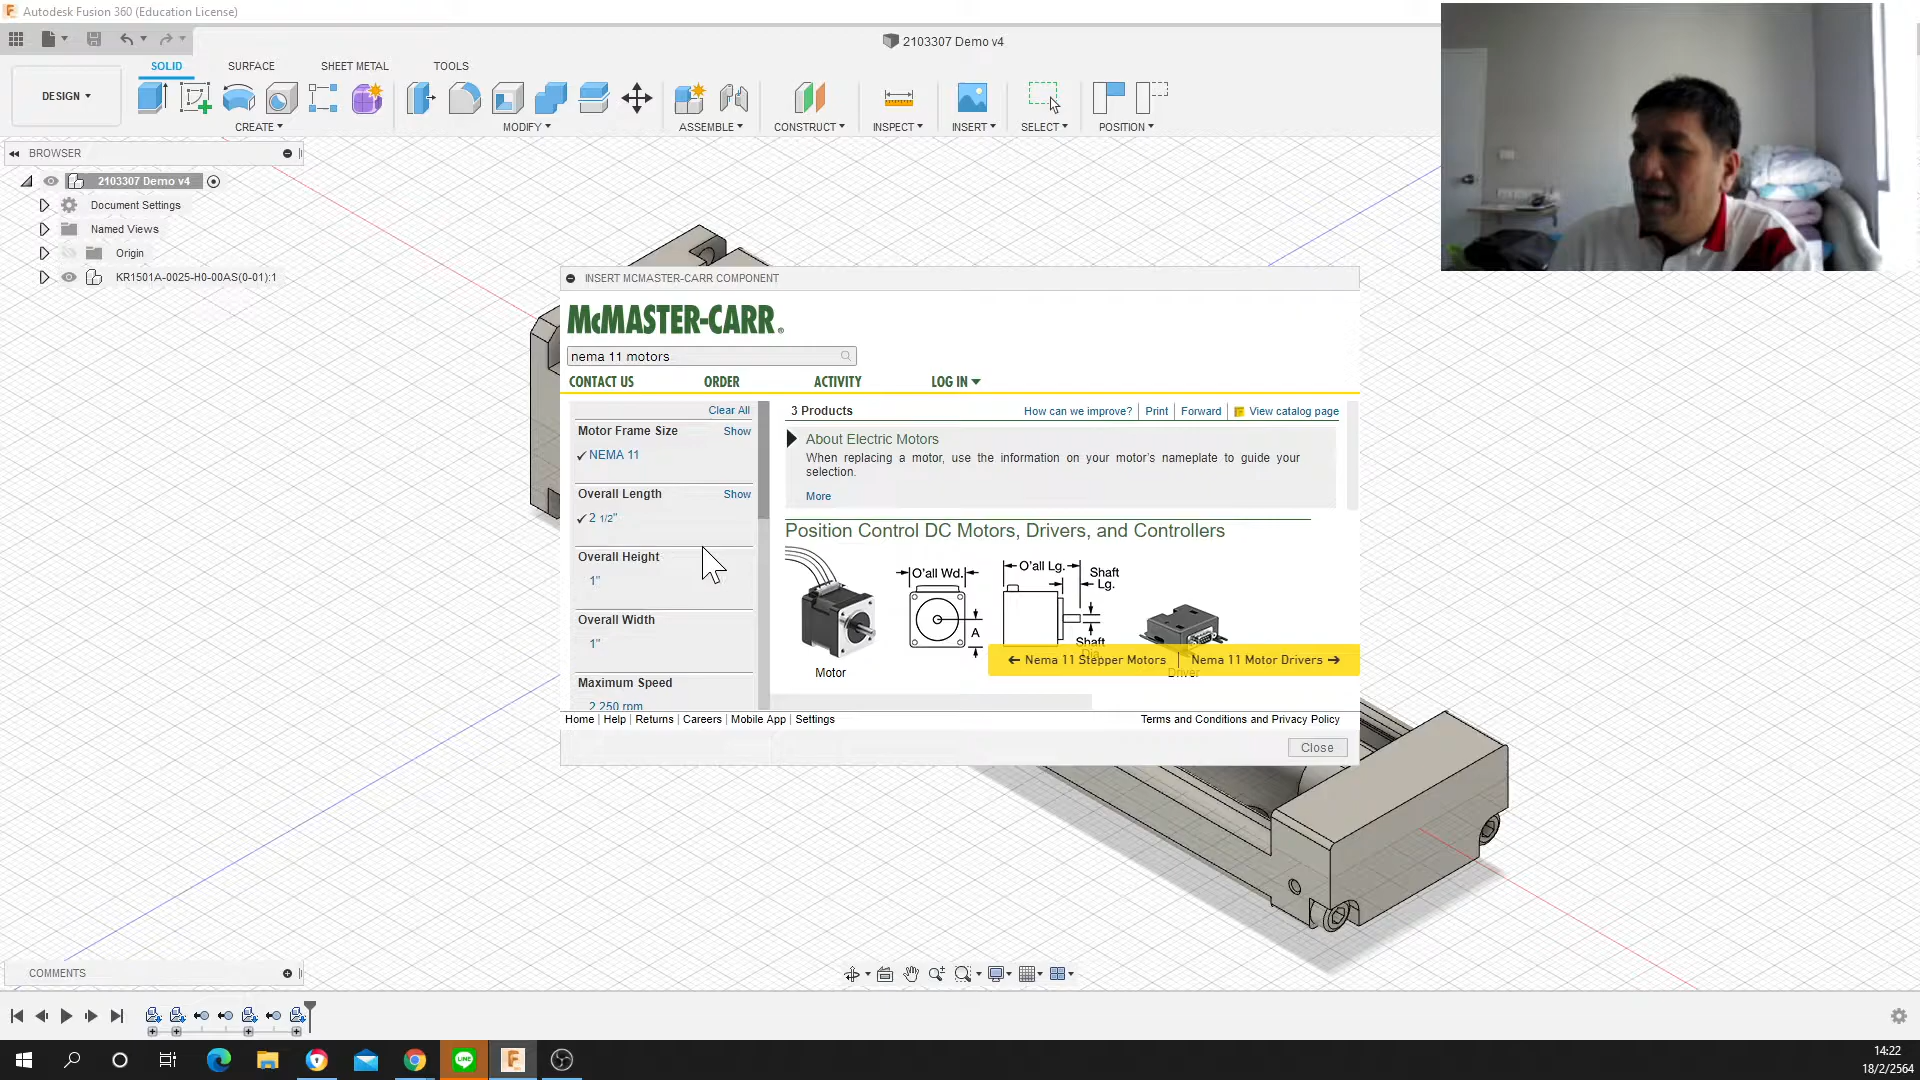 Autodesk Fusion 360 (Education License)
2103307 Demo v4
SOLID
SURFACE
SHEET METAL
TOOLS
DESIGN
CREATE
MODIFY
ASSEMBLE
CONSTRUCT
INSPECT
INSERT
SELECT
POSITION
BROWSER
2103307 Demo v4
Document Settings
Named Views
Origin
KR1501A-0025-H0-00AS(0-01):1
INSERT MCMASTER-CARR COMPONENT
McMASTER-CARR®
nema 11 motors
CONTACT US
ORDER
ACTIVITY
LOG IN
Clear All
Motor Frame Size
Show
NEMA 11
Overall Length
Show
2 1/2"
Overall Height
1"
Overall Width
1"
Maximum Speed
2,250 rpm
3 Products
How can we improve?
Print
Forward
View catalog page
About Electric Motors
When replacing a motor, use the information on your motor's nameplate to guide your
selection.
More
Position Control DC Motors, Drivers, and Controllers
O'all Wd.
A
O'all Lg.
Shaft
Lg.
Shaft
Dia.
Motor
Driver
Nema 11 Stepper Motors
Nema 11 Motor Drivers
Home | Help | Returns | Careers | Mobile App | Settings
Terms and Conditions and Privacy Policy
Close
COMMENTS
14:22
18/2/2564